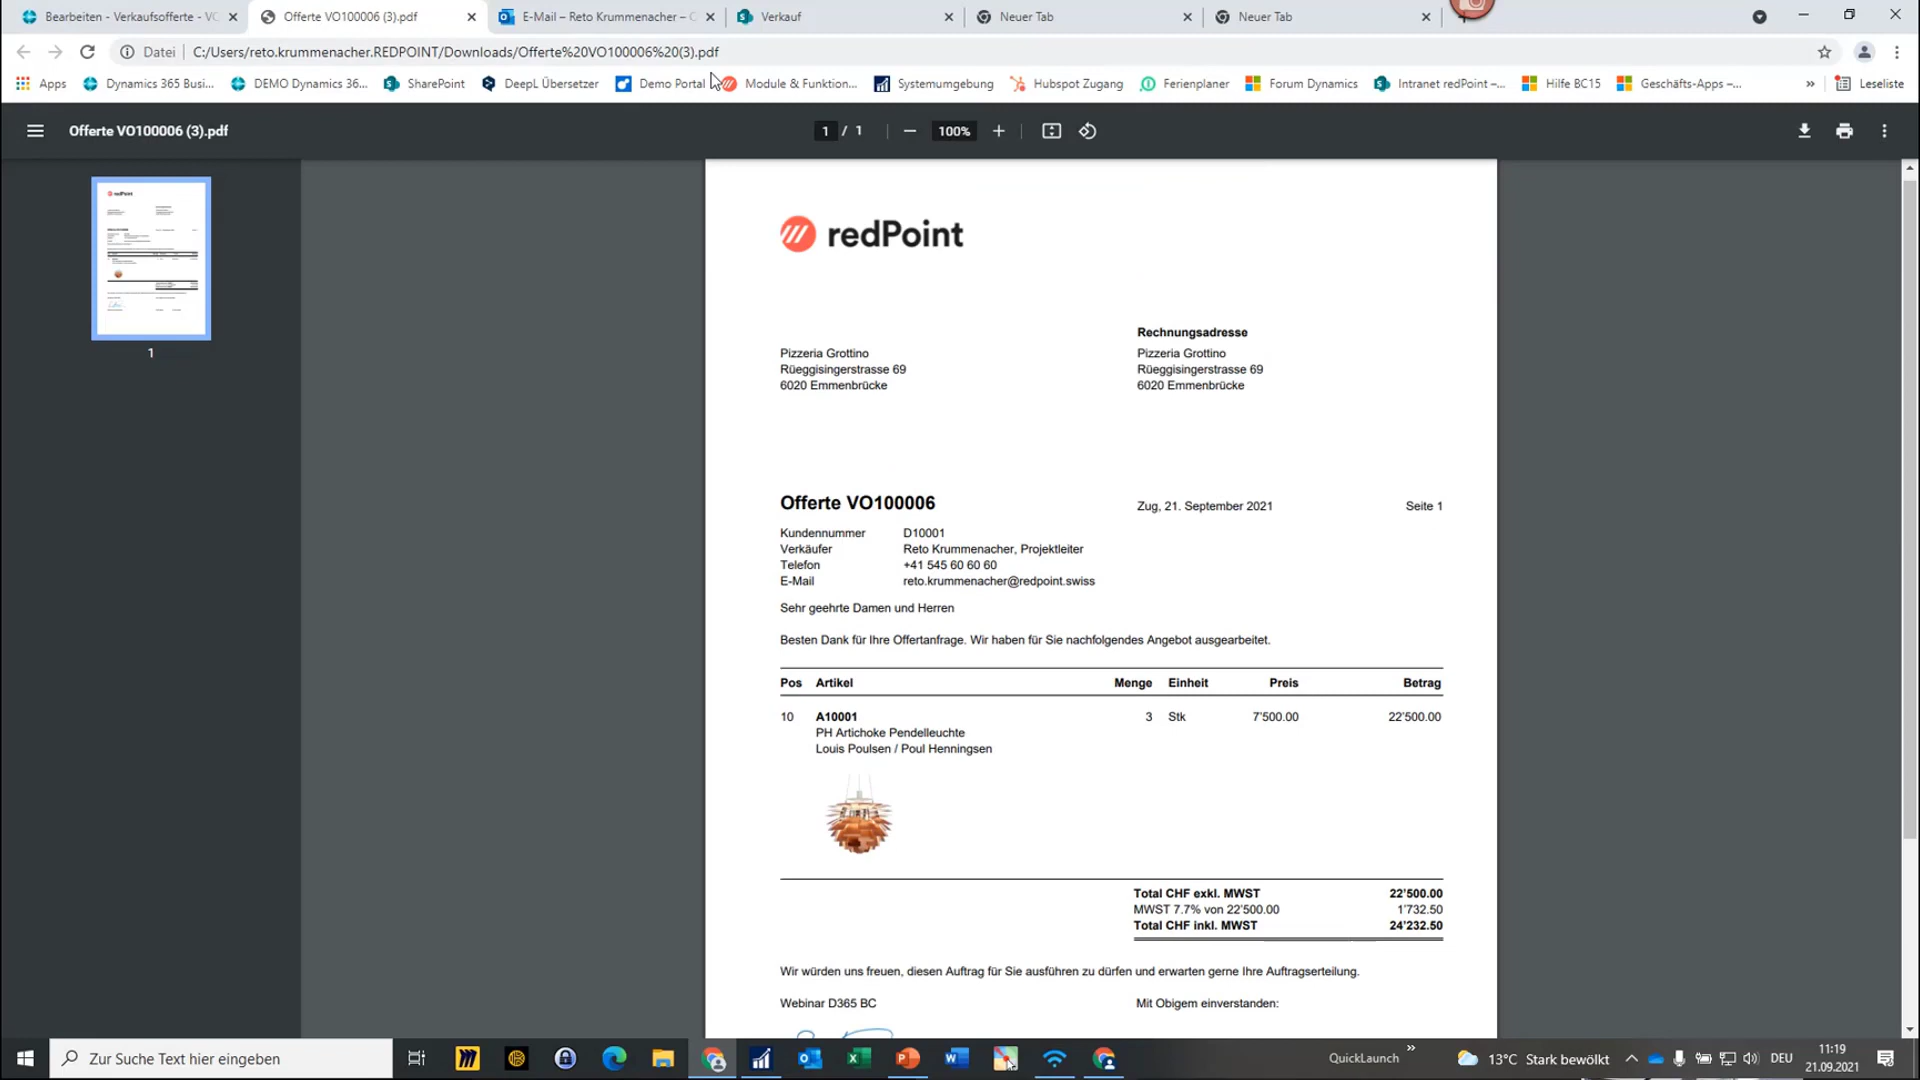 Bearbeiten - Verkaufsofferte - VO
Offerte VO100006 (3).pdf
E-Mail – Reto Krummenacher – C
Verkauf
Neuer Tab
Neuer Tab
Datei
C:/Users/reto.krummenacher.REDPOINT/Downloads/Offerte%20VO100006%20(3).pdf
Apps
Dynamics 365 Busi...
DEMO Dynamics 36...
SharePoint
DeepL Übersetzer
Demo Portal
Module & Funktion...
Systemumgebung
Hubspot Zugang
Ferienplaner
Forum Dynamics
Intranet redPoint –...
Hilfe BC15
Geschäfts-Apps –...
»
Leseliste
Offerte VO100006 (3).pdf
1 / 1
100%
1
redPoint
Rechnungsadresse
Pizzeria Grottino
Rüeggisingerstrasse 69
6020 Emmenbrücke
Pizzeria Grottino
Rüeggisingerstrasse 69
6020 Emmenbrücke
Offerte VO100006
Zug, 21. September 2021
Seite 1
Kundennummer D10001
Verkäufer Reto Krummenacher, Projektleiter
Telefon +41 545 60 60 60
E-Mail reto.krummenacher@redpoint.swiss
Sehr geehrte Damen und Herren
Besten Dank für Ihre Offertanfrage. Wir haben für Sie nachfolgendes Angebot ausgearbeitet.
Pos Artikel Menge Einheit Preis Betrag
10 A10001 3 Stk 7'500.00 22'500.00
PH Artichoke Pendelleuchte
Louis Poulsen / Poul Henningsen
Total CHF exkl. MWST 22'500.00
MWST 7.7% von 22'500.00 1'732.50
Total CHF inkl. MWST 24'232.50
Wir würden uns freuen, diesen Auftrag für Sie ausführen zu dürfen und erwarten gerne Ihre Auftragserteilung.
Webinar D365 BC
Mit Obigem einverstanden:
Zur Suche Text hier eingeben
QuickLaunch
»
13°C Stark bewölkt
DEU
11:19
21.09.2021